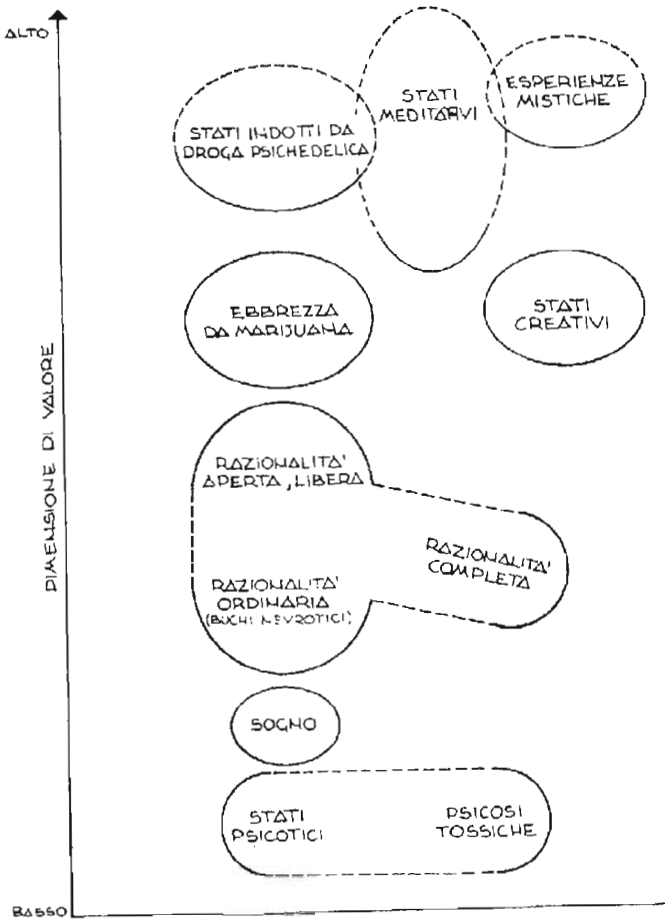 ALTO
STATI INDOTTI DA
DROGA PSICHEDELICA
STATI
MEDITARVI
ESPERIENZE
MISTICHE
EBBREZZA
DA MARIJUANA
STATI
CREATIVI
DIMENSIONE DI VALORE
RAZIONALITA'
APERTA, LIBERA
RAZIONALITA'
COMPLETA
RAZIONALITA'
ORDINARIA
(BUCHI NEVROTICI)
SOGNO
STATI
PSICOTICI
PSICOSI
TOSSICHE
BASSO